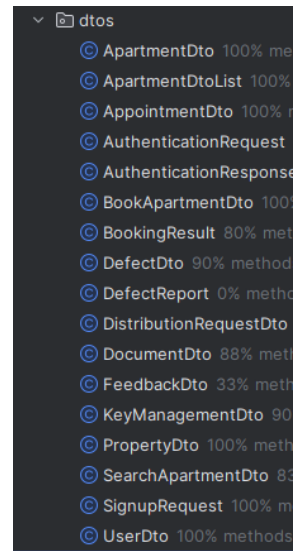 dtos
ApartmentDto 100% me
ApartmentDtoList 100%
AppointmentDto 100%
AuthenticationRequest
AuthenticationResponse
BookApartmentDto 100%
BookingResult 80% met
DefectDto 90% method
DefectReport 0% metho
DistributionRequestDto
DocumentDto 88% meth
FeedbackDto 33% meth
KeyManagementDto 90
PropertyDto 100% meth
SearchApartmentDto 83
SignupRequest 100% m
UserDto 100% methods